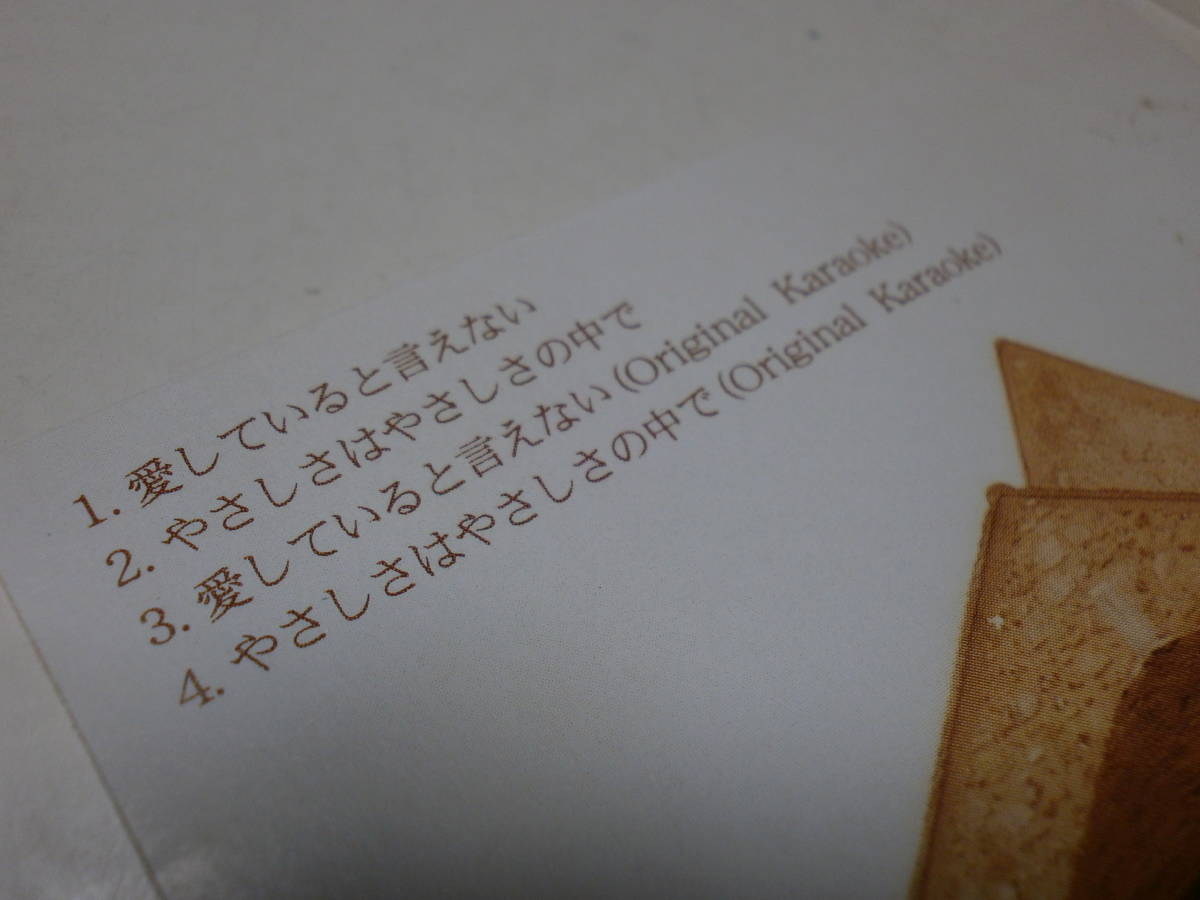 1. 愛していると言えない
2. やさしさはやさしさの中で
3. 愛していると言えない (Original Karaoke)
4. やさしさはやさしさの中で (Original Karaoke)